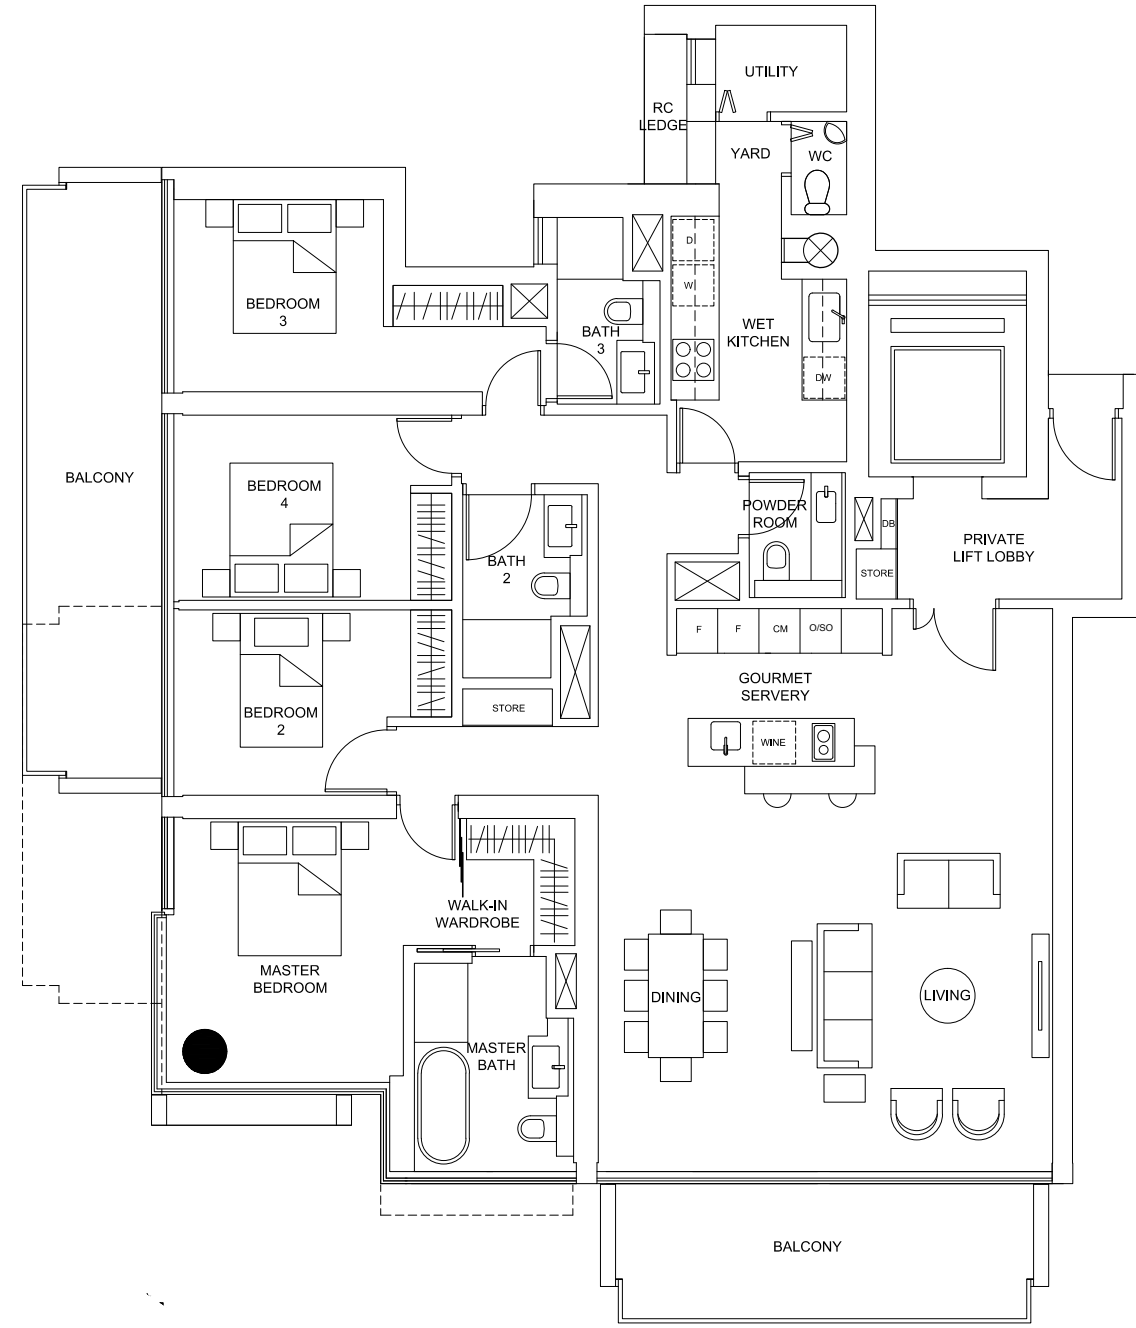 UTILITY
RC
LEDGE
YARD
WC
D
W
BEDROOM
3
BATH
3
WET
KITCHEN
DW
BALCONY
BEDROOM
4
POWDER
ROOM
DB
PRIVATE
LIFT LOBBY
BATH
2
STORE
F
F
CM
O/SO
GOURMET
SERVERY
BEDROOM
2
STORE
WINE
WALK-IN
WARDROBE
MASTER
BEDROOM
DINING
LIVING
MASTER
BATH
BALCONY